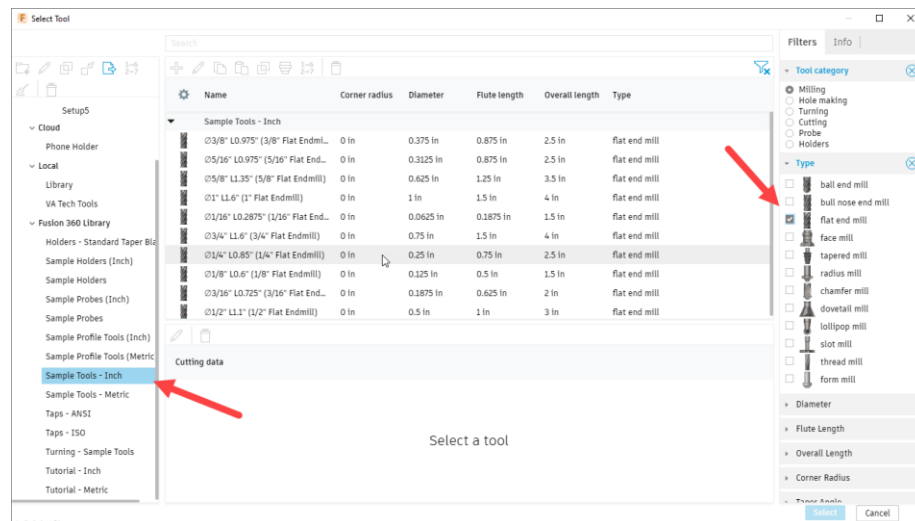 Select Tool
Search
Filters Info
Setup5
Cloud
Phone Holder
Local
Library
VA Tech Tools
Fusion 360 Library
Holders - Standard Taper Bla
Sample Holders (Inch)
Sample Holders
Sample Probes (Inch)
Sample Probes
Sample Profile Tools (Inch)
Sample Profile Tools (Metric
Sample Tools - Inch
Sample Tools - Metric
Taps - ANSI
Taps - ISO
Turning - Sample Tools
Tutorial - Inch
Tutorial - Metric
Name Corner radius Diameter Flute length Overall length Type
Sample Tools - Inch
∅3/8" L0.975" (3/8" Flat Endmi... 0 in 0.375 in 0.875 in 2.5 in flat end mill
∅5/16" L0.975" (5/16" Flat End... 0 in 0.3125 in 0.875 in 2.5 in flat end mill
∅5/8" L1.35" (5/8" Flat Endmill) 0 in 0.625 in 1.25 in 3.5 in flat end mill
∅1" L1.6" (1" Flat Endmill) 0 in 1 in 1.5 in 4 in flat end mill
∅1/16" L0.2875" (1/16" Flat End... 0 in 0.0625 in 0.1875 in 1.5 in flat end mill
∅3/4" L1.6" (3/4" Flat Endmill) 0 in 0.75 in 1.5 in 4 in flat end mill
∅1/4" L0.85" (1/4" Flat Endmill) 0 in 0.25 in 0.75 in 2.5 in flat end mill
∅1/8" L0.6" (1/8" Flat Endmill) 0 in 0.125 in 0.5 in 1.5 in flat end mill
∅3/16" L0.725" (3/16" Flat End... 0 in 0.1875 in 0.625 in 2 in flat end mill
∅1/2" L1.1" (1/2" Flat Endmill) 0 in 0.5 in 1 in 3 in flat end mill
Cutting data
Select a tool
Tool category
Milling
Hole making
Turning
Cutting
Probe
Holders
Type
ball end mill
bull nose end mill
flat end mill
face mill
tapered mill
radius mill
chamfer mill
dovetail mill
lollipop mill
slot mill
thread mill
form mill
Diameter
Flute Length
Overall Length
Corner Radius
Taper Angle
Select Cancel